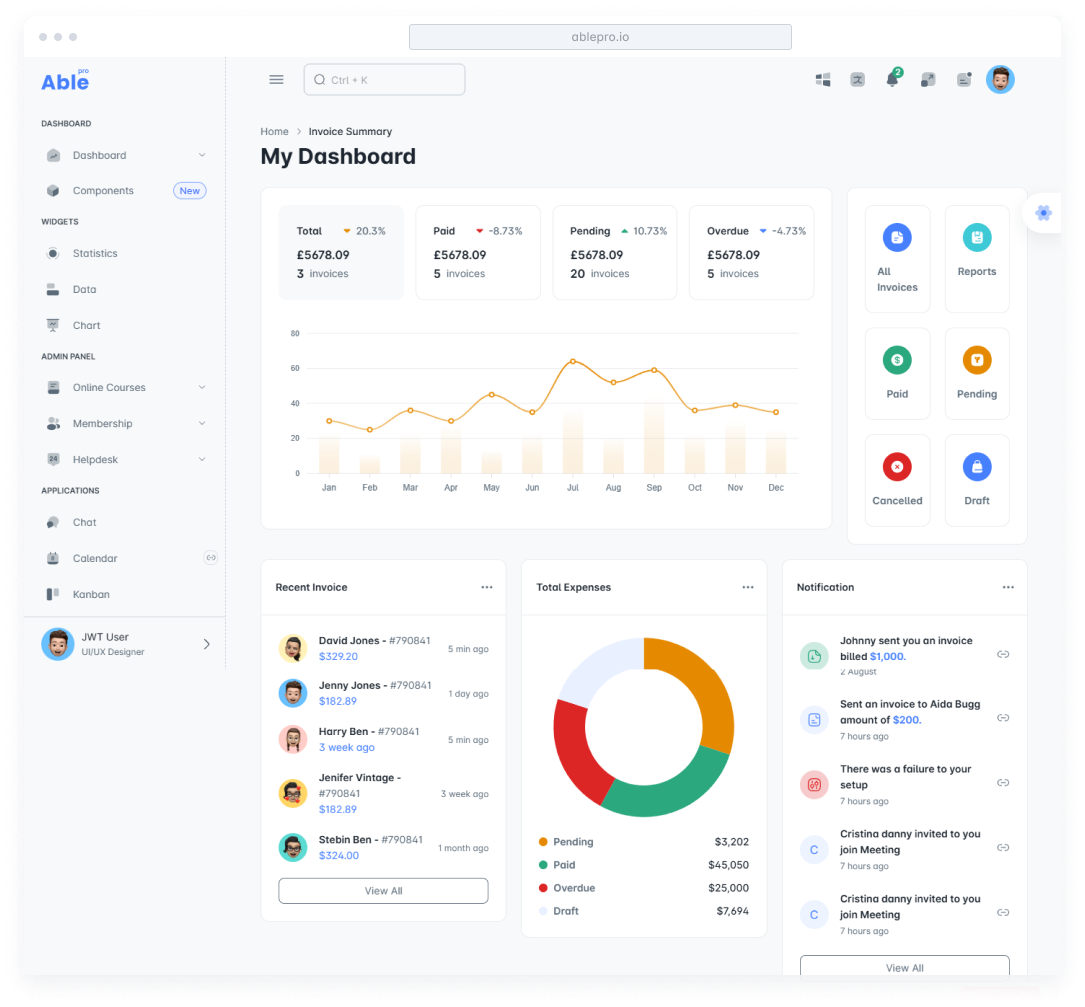 ablepro.io
Able pro
Ctrl + K
2
DASHBOARD
Dashboard
Components New
WIDGETS
Statistics
Data
Chart
ADMIN PANEL
Online Courses
Membership
24 Helpdesk
APPLICATIONS
Chat
8 Calendar
Kanban
JWT User
UI/UX Designer
Home > Invoice Summary
My Dashboard
Total 20.3%
£5678.09
3 invoices
Paid -8.73%
£5678.09
5 invoices
Pending 10.73%
£5678.09
20 invoices
Overdue -4.73%
£5678.09
5 invoices
80
60
40
20
0
Jan Feb Mar Apr May Jun Jul Aug Sep Oct Nov Dec
All
Invoices
Reports
$
Paid
Pending
Cancelled
Draft
Recent Invoice
David Jones - #790841
$329.20
5 min ago
Jenny Jones - #790841
$182.89
1 day ago
Harry Ben - #790841
3 week ago
5 min ago
Jenifer Vintage -
#790841
$182.89
3 week ago
Stebin Ben - #790841
$324.00
1 month ago
View All
Total Expenses
Pending $3,202
Paid $45,050
Overdue $25,000
Draft $7,694
Notification
Johnny sent you an invoice
billed $1,000.
2 August
Sent an invoice to Aida Bugg
amount of $200.
7 hours ago
There was a failure to your
setup
7 hours ago
C
Cristina danny invited to you
join Meeting
7 hours ago
C
Cristina danny invited to you
join Meeting
7 hours ago
View All